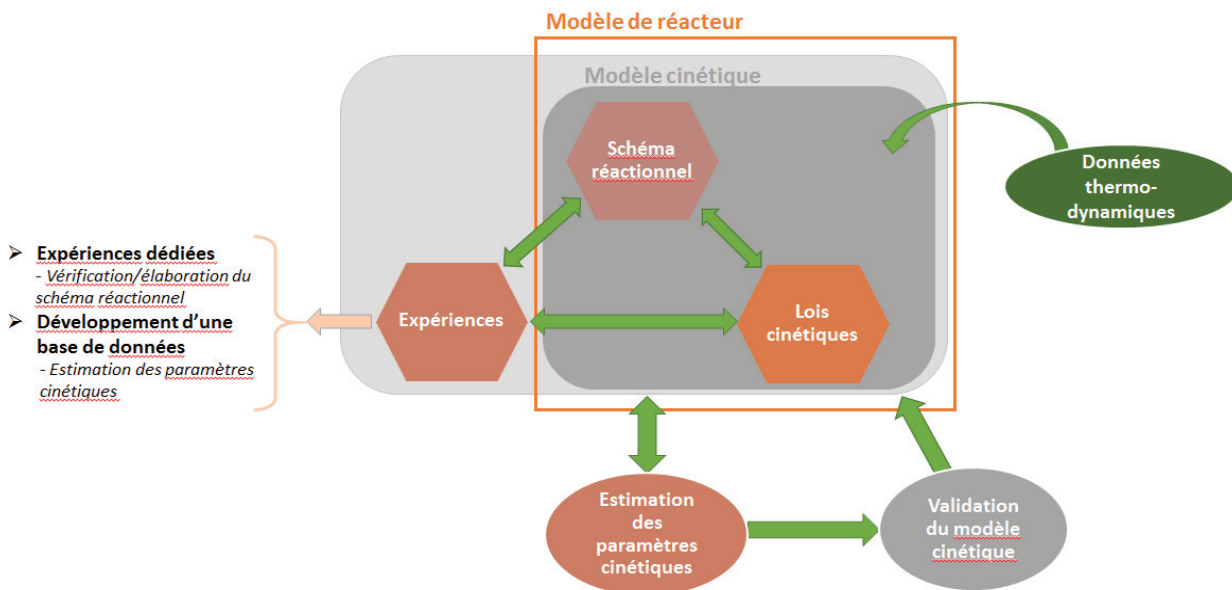 Modèle de réacteur
Modèle cinétique
Schéma
réactionnel
Données
thermo-
dynamiques
➢ Expériences dédiées
- Vérification/élaboration du
schéma réactionnel
➢ Développement d'une
base de données
- Estimation des paramètres
cinétiques
Expériences
Lois
cinétiques
Estimation
des
paramètres
cinétiques
Validation
du modèle
cinétique